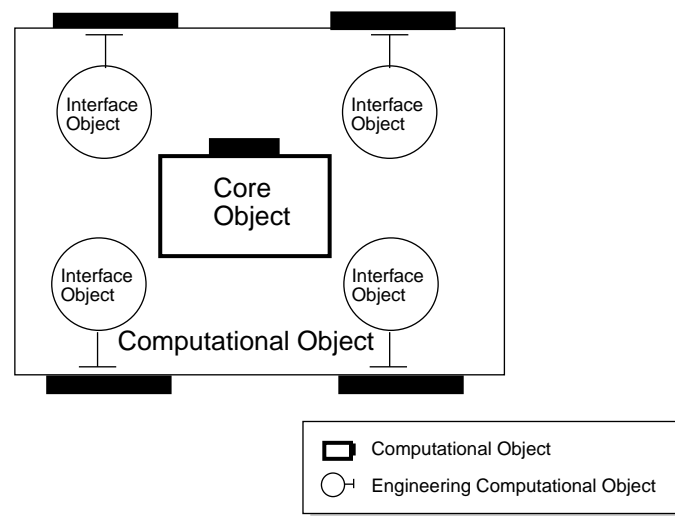 Interface
Object
Interface
Object
Core
Object
Interface
Object
Interface
Object
Computational Object
Computational Object
Engineering Computational Object